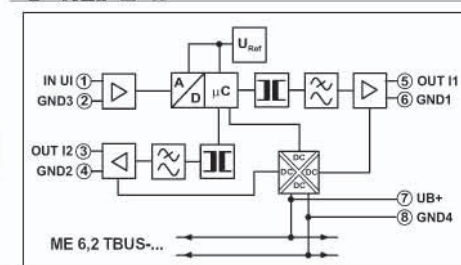 U Ref
IN UI 1
GND3 2
A
D
µC
5 OUT I1
6 GND1
OUT I2 3
GND2 4
DC
DC DC
DC
7 UB+
8 GND4
ME 6,2 TBUS-...